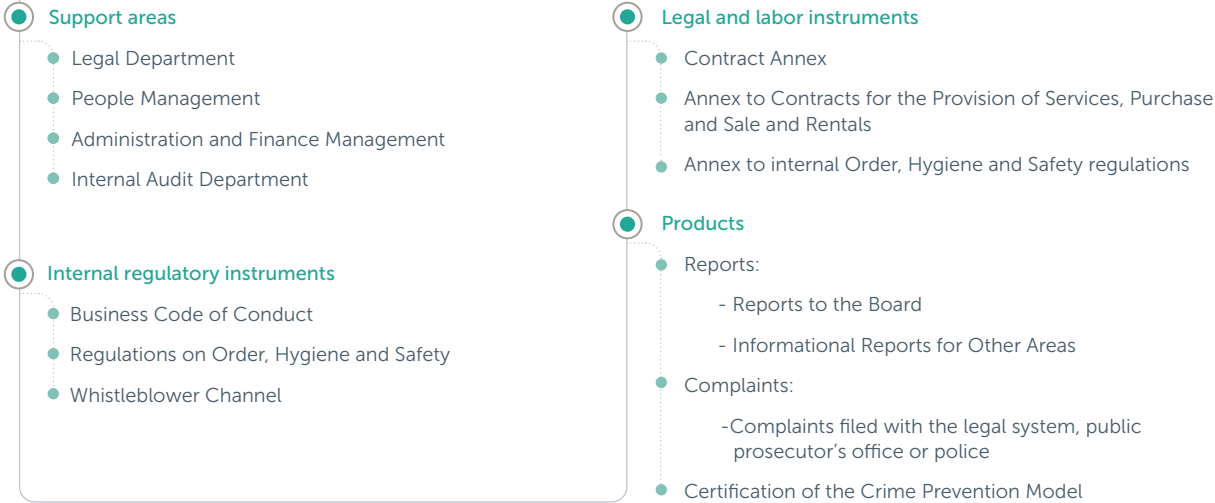 Support areas
Legal Department
People Management
Administration and Finance Management
Internal Audit Department
Internal regulatory instruments
Business Code of Conduct
Regulations on Order, Hygiene and Safety
Whistleblower Channel
Legal and labor instruments
Contract Annex
Annex to Contracts for the Provision of Services, Purchase
and Sale and Rentals
Annex to internal Order, Hygiene and Safety regulations
Products
Reports:
- Reports to the Board
- Informational Reports for Other Areas
Complaints:
-Complaints filed with the legal system, public
prosecutor’s office or police
Certification of the Crime Prevention Model